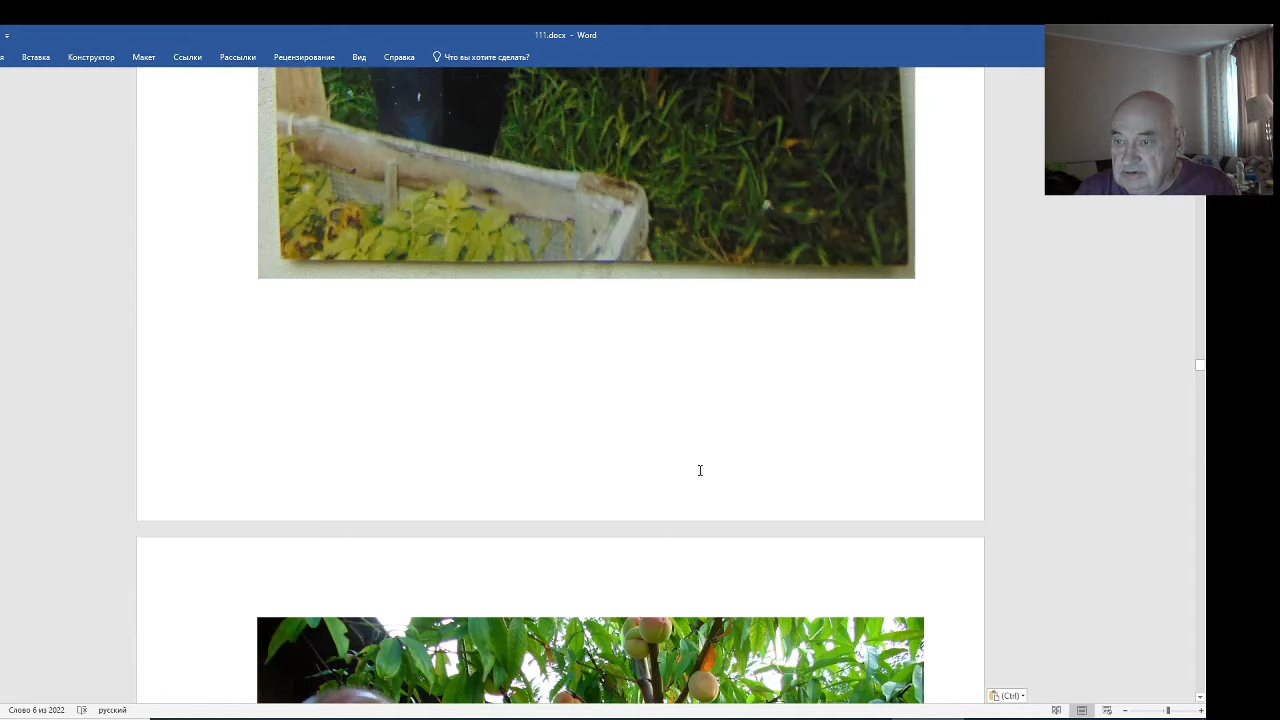 111.docx - Word
я Вставка Конструктор Макет Ссылки Рассылки Рецензирование Вид Справка Что вы хотите сделать?
(Ctrl)
Слово 6 из 2022 русский